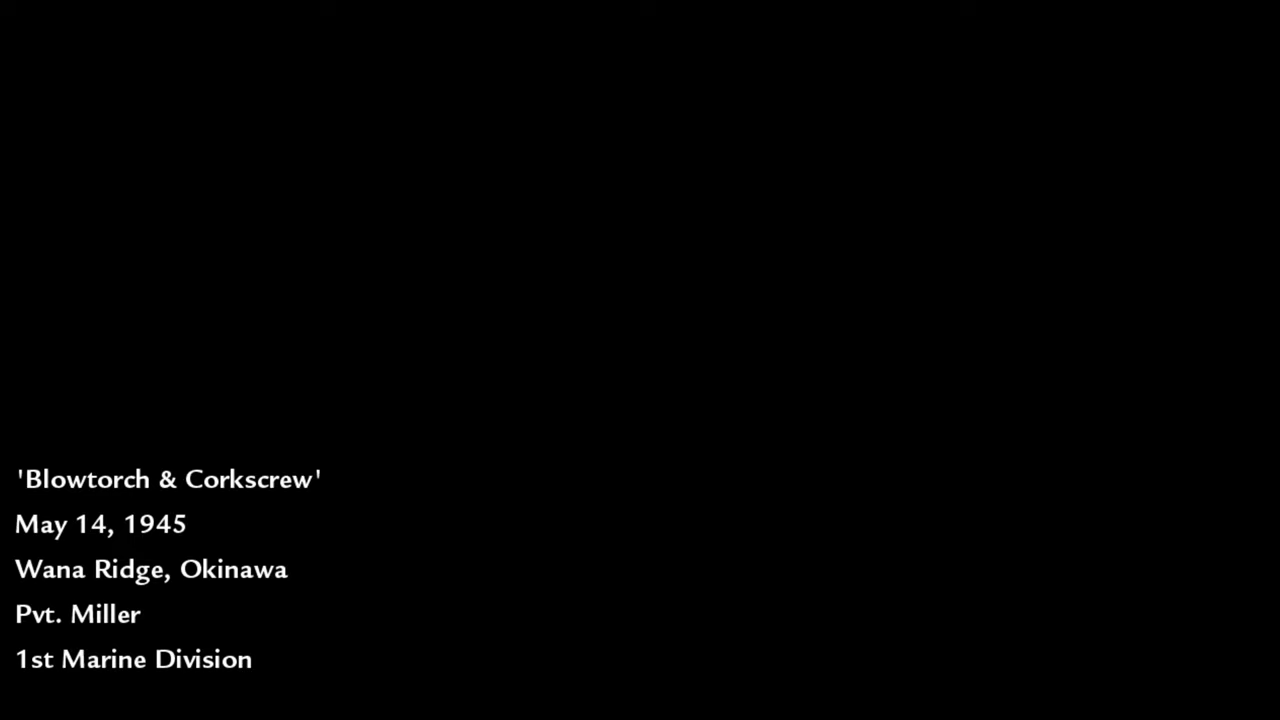 'Blowtorch & Corkscrew'
May 14, 1945
Wana Ridge, Okinawa
Pvt. Miller
1st Marine Division